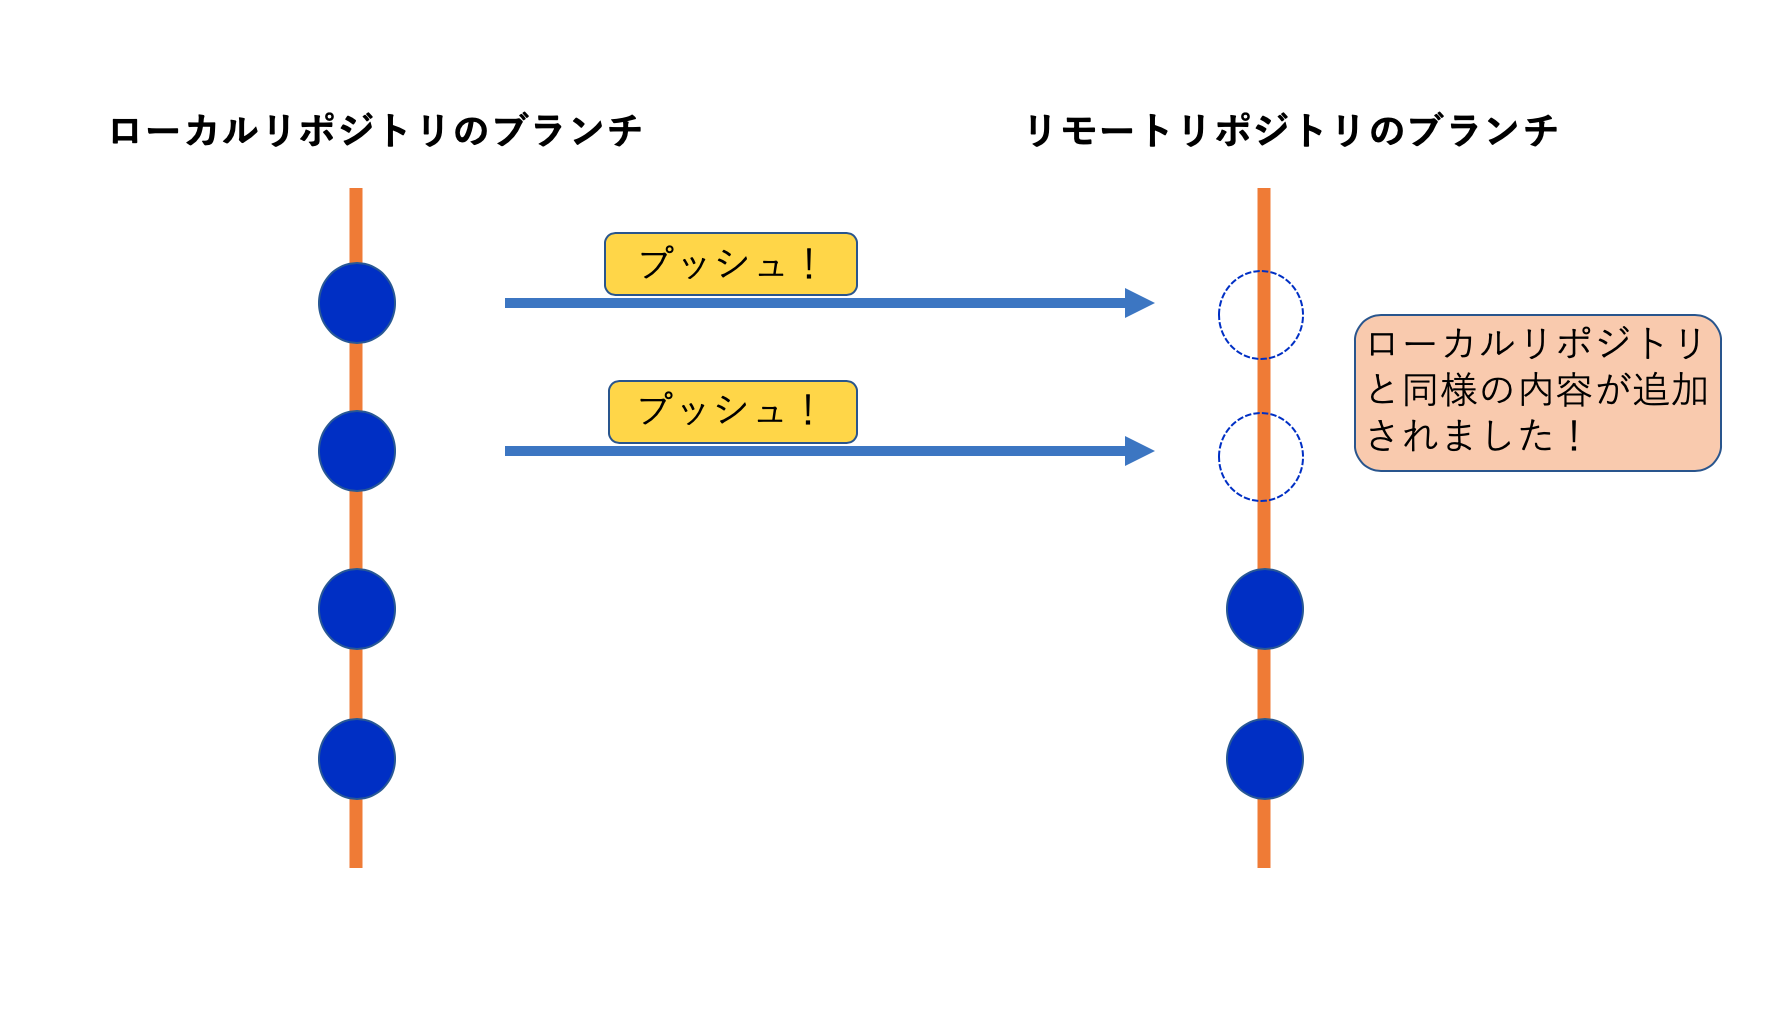 ローカルリポジトリのブランチ
リモートリポジトリのブランチ
プッシュ！
プッシュ！
ローカルリポジトリ
と同様の内容が追加
されました！